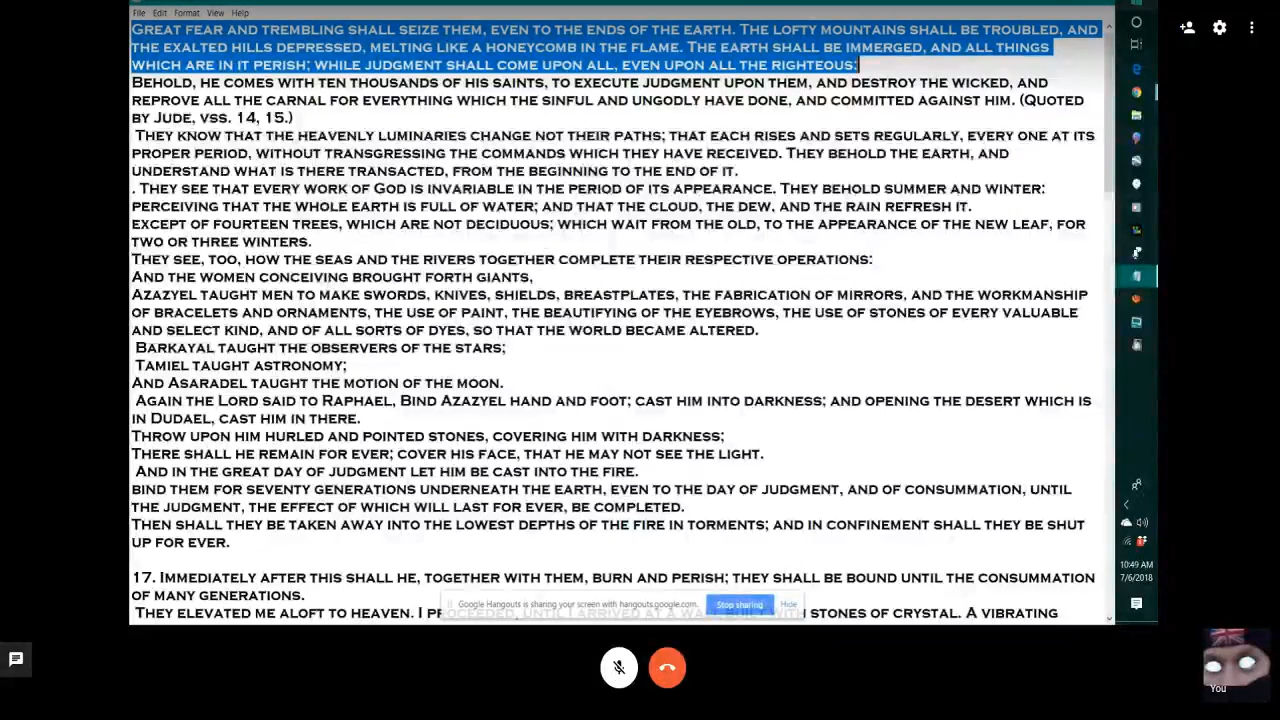 File Edit Format View Help
GREAT FEAR AND TREMBLING SHALL SEIZE THEM, EVEN TO THE ENDS OF THE EARTH. THE LOFTY MOUNTAINS SHALL BE TROUBLED, AND
THE EXALTED HILLS DEPRESSED, MELTING LIKE A HONEYCOMB IN THE FLAME. THE EARTH SHALL BE IMMERGED, AND ALL THINGS
WHICH ARE IN IT PERISH; WHILE JUDGMENT SHALL COME UPON ALL, EVEN UPON ALL THE RIGHTEOUS:
BEHOLD, HE COMES WITH TEN THOUSANDS OF HIS SAINTS, TO EXECUTE JUDGMENT UPON THEM, AND DESTROY THE WICKED, AND
REPROVE ALL THE CARNAL FOR EVERYTHING WHICH THE SINFUL AND UNGODLY HAVE DONE, AND COMMITTED AGAINST HIM. (QUOTED
BY JUDE, VSS. 14, 15.)
THEY KNOW THAT THE HEAVENLY LUMINARIES CHANGE NOT THEIR PATHS; THAT EACH RISES AND SETS REGULARLY, EVERY ONE AT ITS
PROPER PERIOD, WITHOUT TRANSGRESSING THE COMMANDS WHICH THEY HAVE RECEIVED. THEY BEHOLD THE EARTH, AND
UNDERSTAND WHAT IS THERE TRANSACTED, FROM THE BEGINNING TO THE END OF IT.
. THEY SEE THAT EVERY WORK OF GOD IS INVARIABLE IN THE PERIOD OF ITS APPEARANCE. THEY BEHOLD SUMMER AND WINTER:
PERCEIVING THAT THE WHOLE EARTH IS FULL OF WATER; AND THAT THE CLOUD, THE DEW, AND THE RAIN REFRESH IT.
EXCEPT OF FOURTEEN TREES, WHICH ARE NOT DECIDUOUS; WHICH WAIT FROM THE OLD, TO THE APPEARANCE OF THE NEW LEAF, FOR
TWO OR THREE WINTERS.
THEY SEE, TOO, HOW THE SEAS AND THE RIVERS TOGETHER COMPLETE THEIR RESPECTIVE OPERATIONS:
AND THE WOMEN CONCEIVING BROUGHT FORTH GIANTS,
AZAZYEL TAUGHT MEN TO MAKE SWORDS, KNIVES, SHIELDS, BREASTPLATES, THE FABRICATION OF MIRRORS, AND THE WORKMANSHIP
OF BRACELETS AND ORNAMENTS, THE USE OF PAINT, THE BEAUTIFYING OF THE EYEBROWS, THE USE OF STONES OF EVERY VALUABLE
AND SELECT KIND, AND OF ALL SORTS OF DYES, SO THAT THE WORLD BECAME ALTERED.
BARKAYAL TAUGHT THE OBSERVERS OF THE STARS;
TAMIEL TAUGHT ASTRONOMY;
AND ASARADEL TAUGHT THE MOTION OF THE MOON.
AGAIN THE LORD SAID TO RAPHAEL, BIND AZAZYEL HAND AND FOOT; CAST HIM INTO DARKNESS; AND OPENING THE DESERT WHICH IS
IN DUDAEL, CAST HIM IN THERE.
THROW UPON HIM HURLED AND POINTED STONES, COVERING HIM WITH DARKNESS;
THERE SHALL HE REMAIN FOR EVER; COVER HIS FACE, THAT HE MAY NOT SEE THE LIGHT.
AND IN THE GREAT DAY OF JUDGMENT LET HIM BE CAST INTO THE FIRE.
BIND THEM FOR SEVENTY GENERATIONS UNDERNEATH THE EARTH, EVEN TO THE DAY OF JUDGMENT, AND OF CONSUMMATION, UNTIL
THE JUDGMENT, THE EFFECT OF WHICH WILL LAST FOR EVER, BE COMPLETED.
THEN SHALL THEY BE TAKEN AWAY INTO THE LOWEST DEPTHS OF THE FIRE IN TORMENTS; AND IN CONFINEMENT SHALL THEY BE SHUT
UP FOR EVER.
17. IMMEDIATELY AFTER THIS SHALL HE, TOGETHER WITH THEM, BURN AND PERISH; THEY SHALL BE BOUND UNTIL THE CONSUMMATION
OF MANY GENERATIONS.
Google Hangouts is sharing your screen with hangouts.google.com. Stop sharing Hide
THEY ELEVATED ME ALOFT TO HEAVEN. I STONES OF CRYSTAL. A VIBRATING
10:49 AM
7/6/2018
You